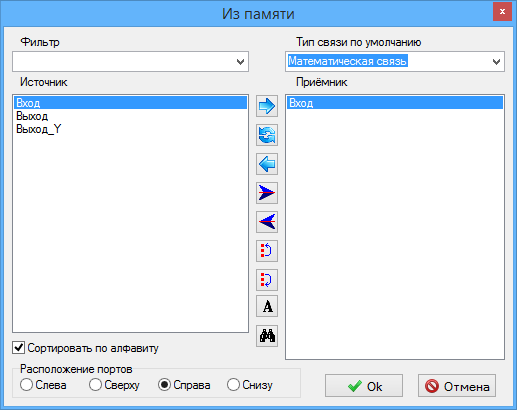 Из памяти
x
Фильтр
Тип связи по умолчанию
Математическая связь
Источник
Приёмник
Вход
Выход
Выход_Y
Вход
A
Сортировать по алфавиту
Расположение портов
Слева Сверху Справа Снизу
Ok Отмена